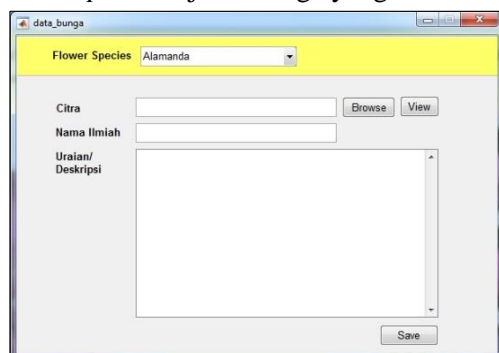 data_bunga
Flower Species Alamanda
Citra Browse View
Nama Ilmiah
Uraian/
Deskripsi
Save